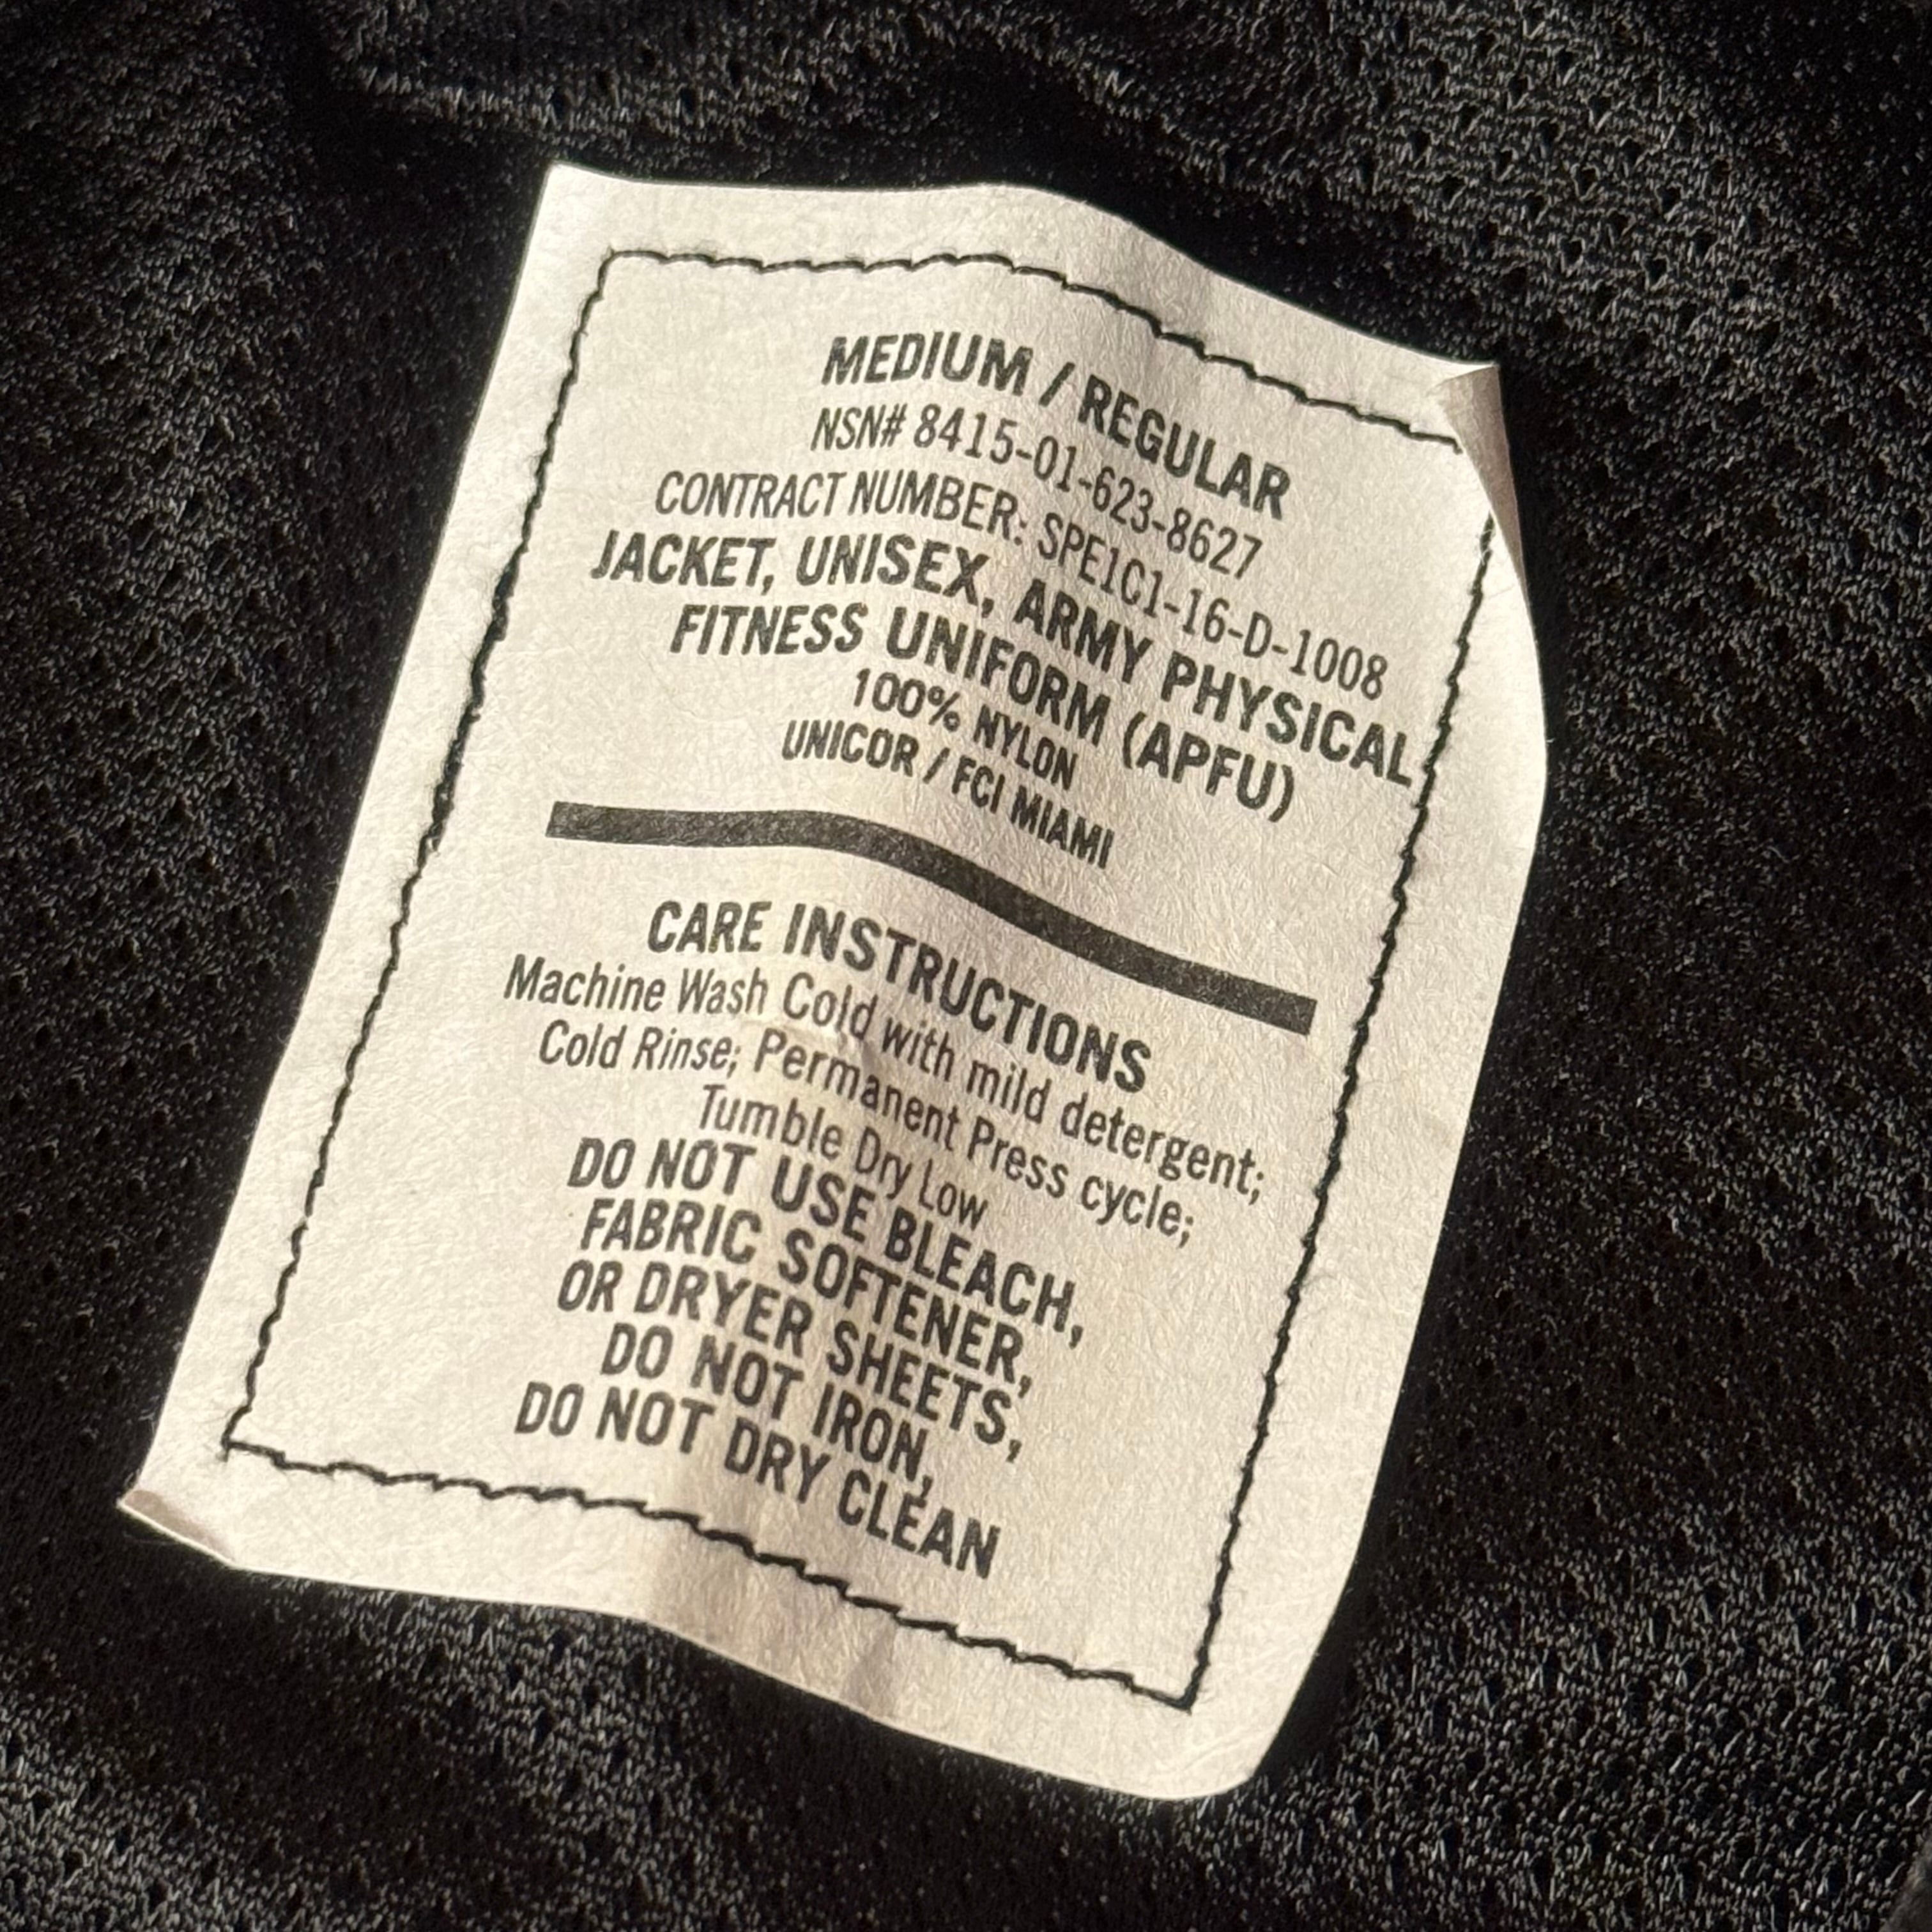 MEDIUM / REGULAR
NSN# 8415-01-623-8627
CONTRACT NUMBER: SPE1C1-16-D-1008
JACKET, UNISEX, ARMY PHYSICAL
FITNESS UNIFORM (APFU)
100% NYLON
UNICOR / FCI MIAMI
CARE INSTRUCTIONS
Machine Wash Cold with mild detergent;
Cold Rinse; Permanent Press cycle;
Tumble Dry Low
DO NOT USE BLEACH,
FABRIC SOFTENER,
OR DRYER SHEETS,
DO NOT IRON,
DO NOT DRY CLEAN